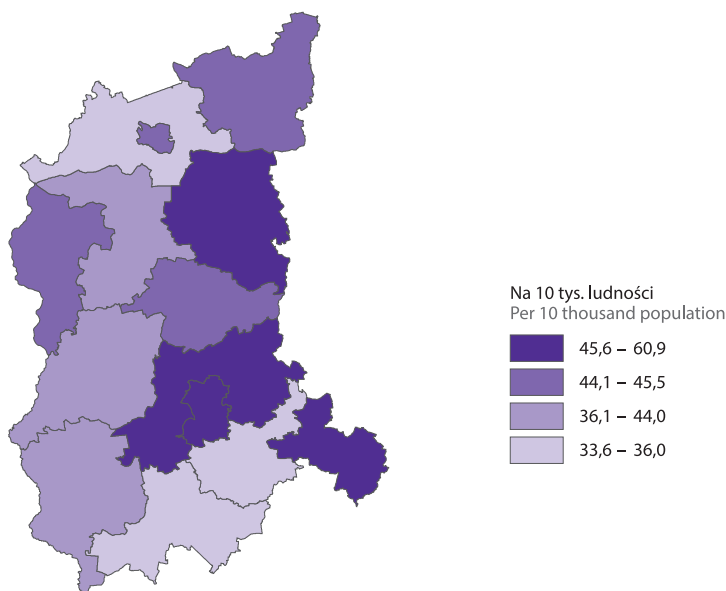 Na 10 tys. ludności
Per 10 thousand population
45,6 – 60,9
44,1 – 45,5
36,1 – 44,0
33,6 – 36,0